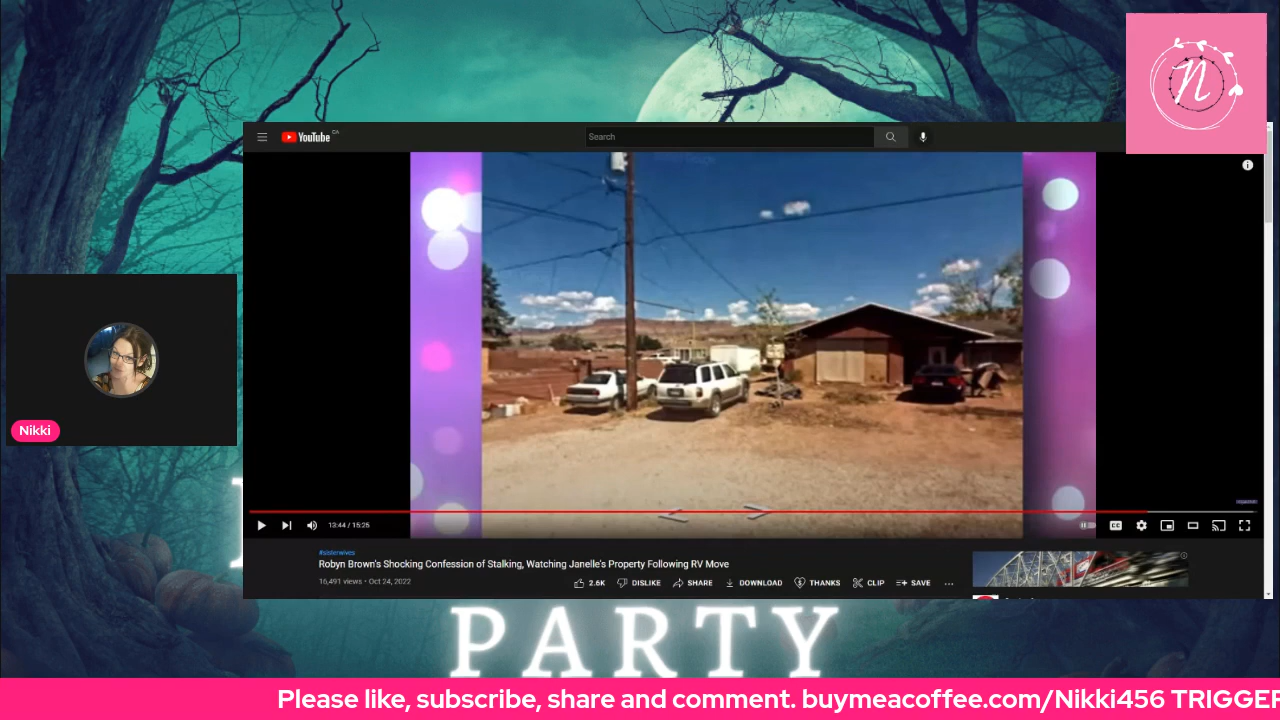 N
YouTube CA
Search
Nikki
13:44 / 15:25
CC
#sisterwives
Robyn Brown's Shocking Confession of Stalking, Watching Janelle's Property Following RV Move
16,491 views • Oct 24, 2022
2.6K DISLIKE SHARE DOWNLOAD THANKS CLIP SAVE
PARTY
Please like, subscribe, share and comment. buymeacoffee.com/Nikki456 TRIGGER